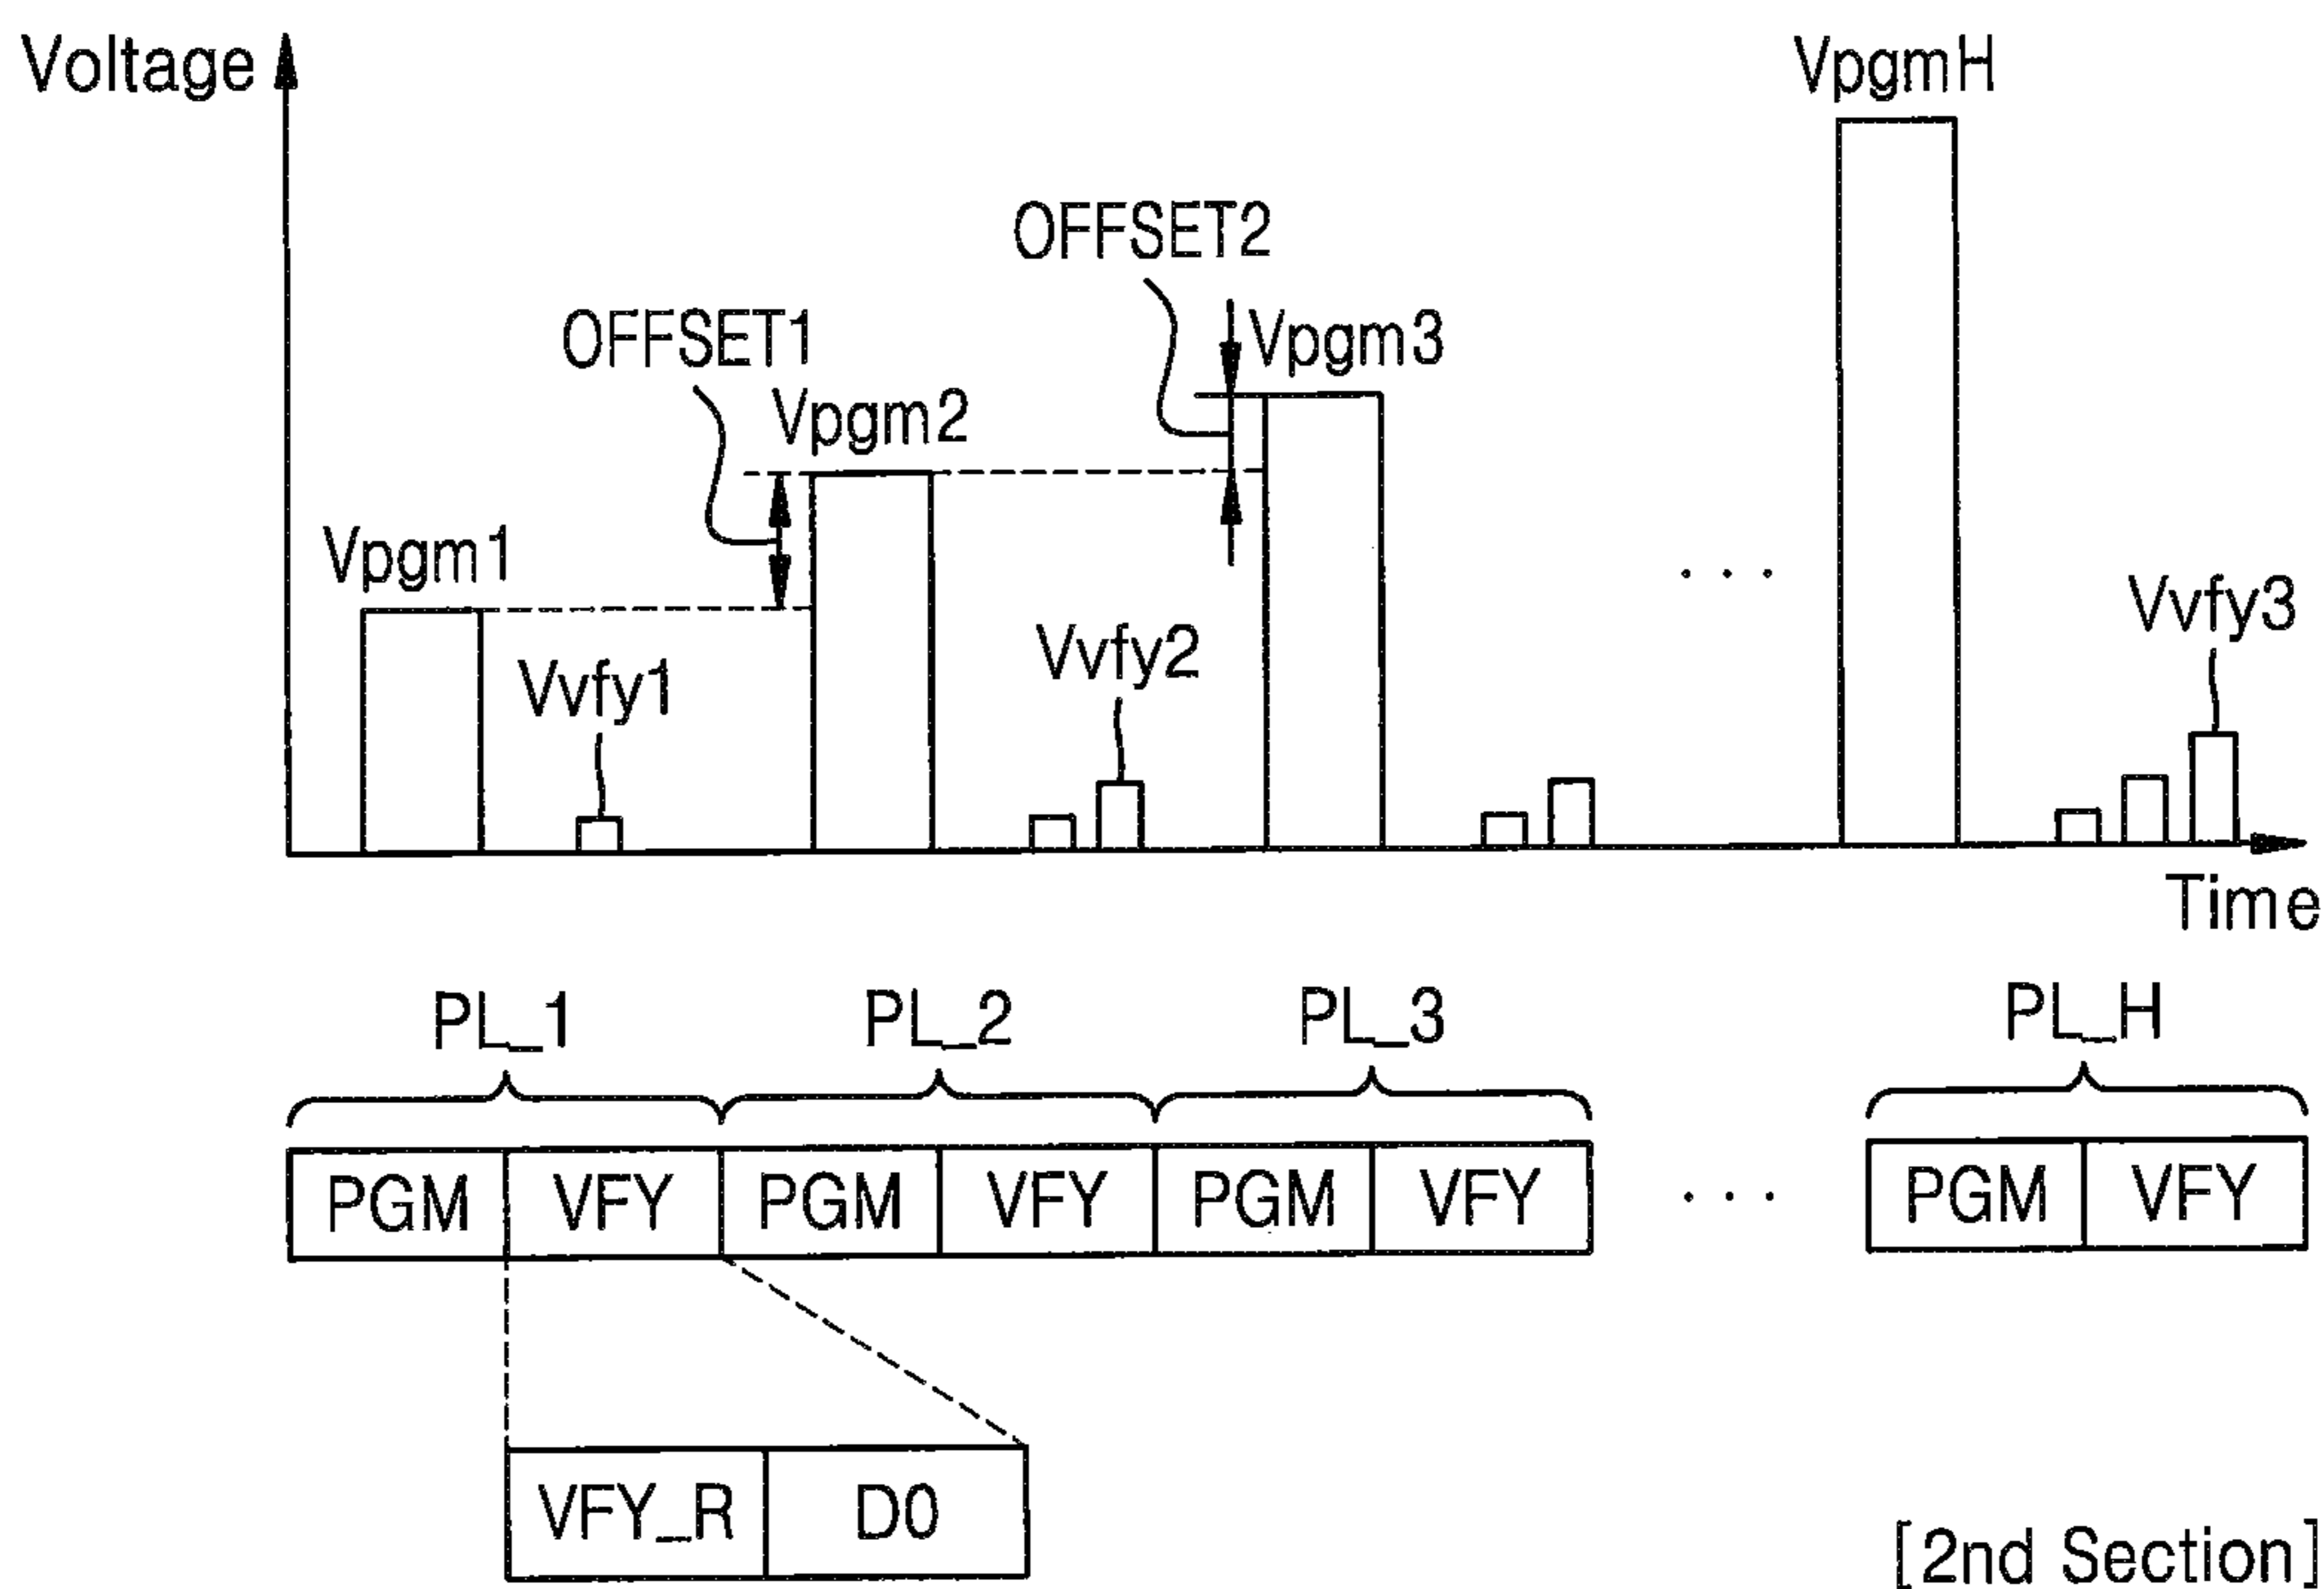 Voltage
VpgmH
OFFSET2
OFFSET1
Vpgm3
Vpgm2
Vpgm1
. . .
Vvfy3
Vvfy2
Vvfy1
Time
PL_1 PL_2 PL_3 PL_H
PGM VFY PGM VFY PGM VFY . . . PGM VFY
VFY_R D0
[2nd Section]